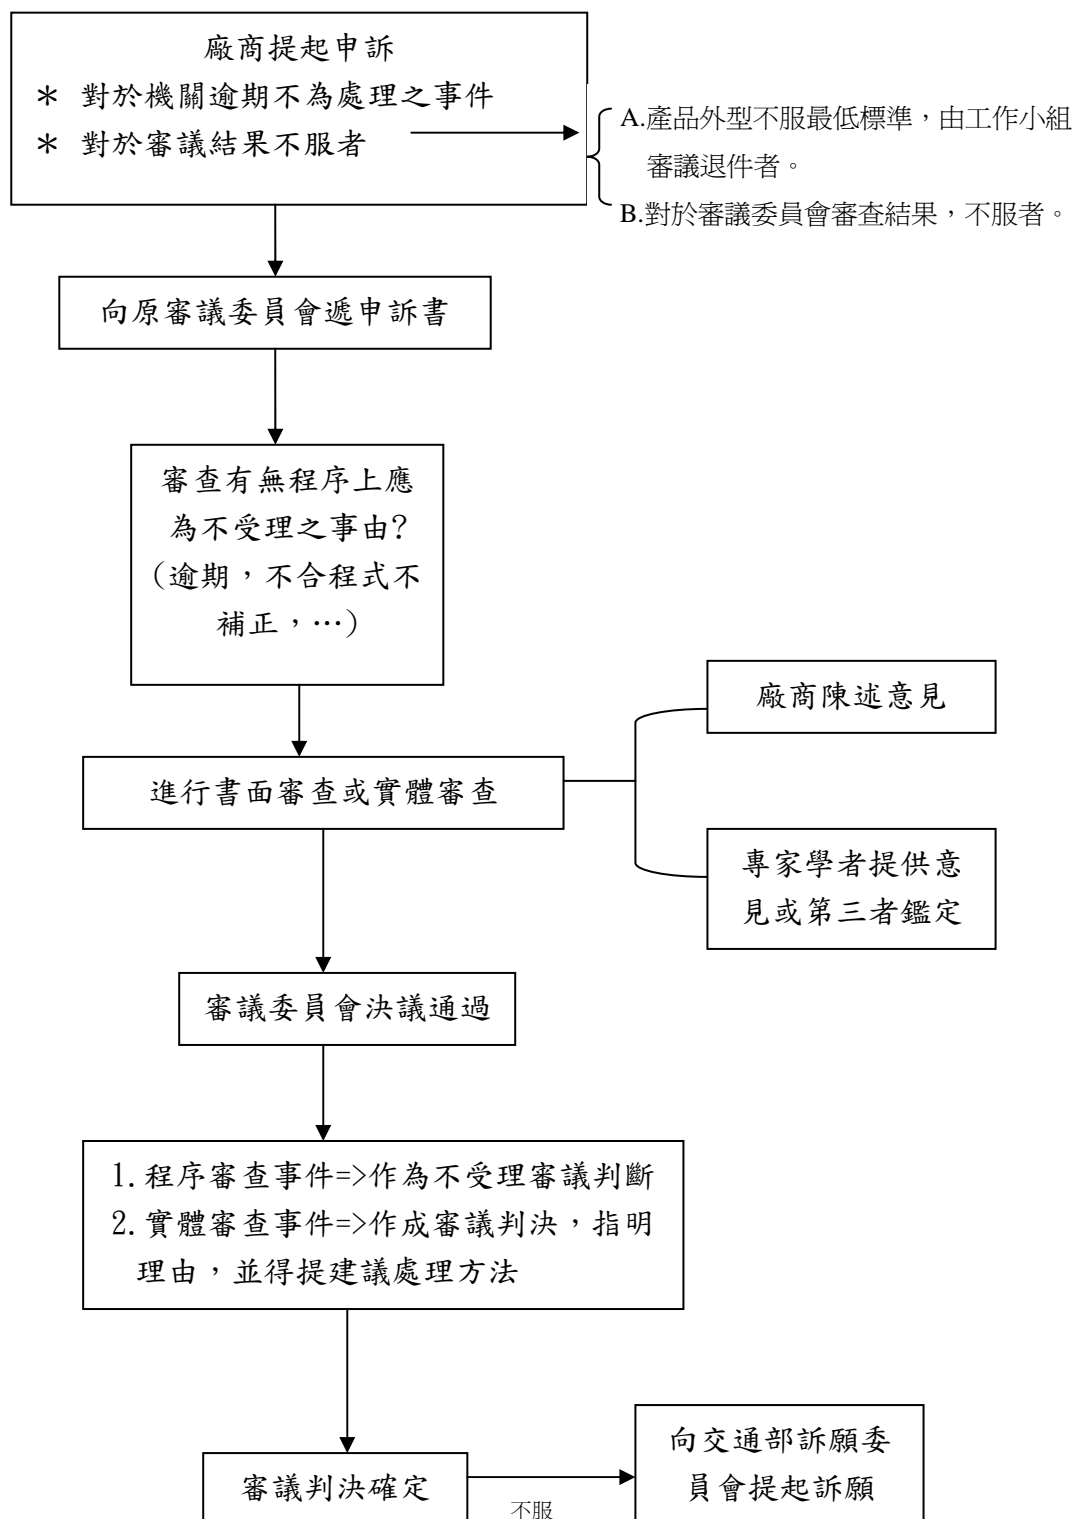 廠商提起申訴
＊ 對於機關逾期不為處理之事件
＊ 對於審議結果不服者
A.產品外型不服最低標準，由工作小組
審議退件者。
B.對於審議委員會審查結果，不服者。
向原審議委員會遞申訴書
審查有無程序上應
為不受理之事由?
(逾期，不合程式不
補正，…)
廠商陳述意見
進行書面審查或實體審查
專家學者提供意
見或第三者鑑定
審議委員會決議通過
1.程序審查事件=>作為不受理審議判斷
2.實體審查事件=>作成審議判決，指明
理由，並得提建議處理方法
審議判決確定
不服
向交通部訴願委
員會提起訴願